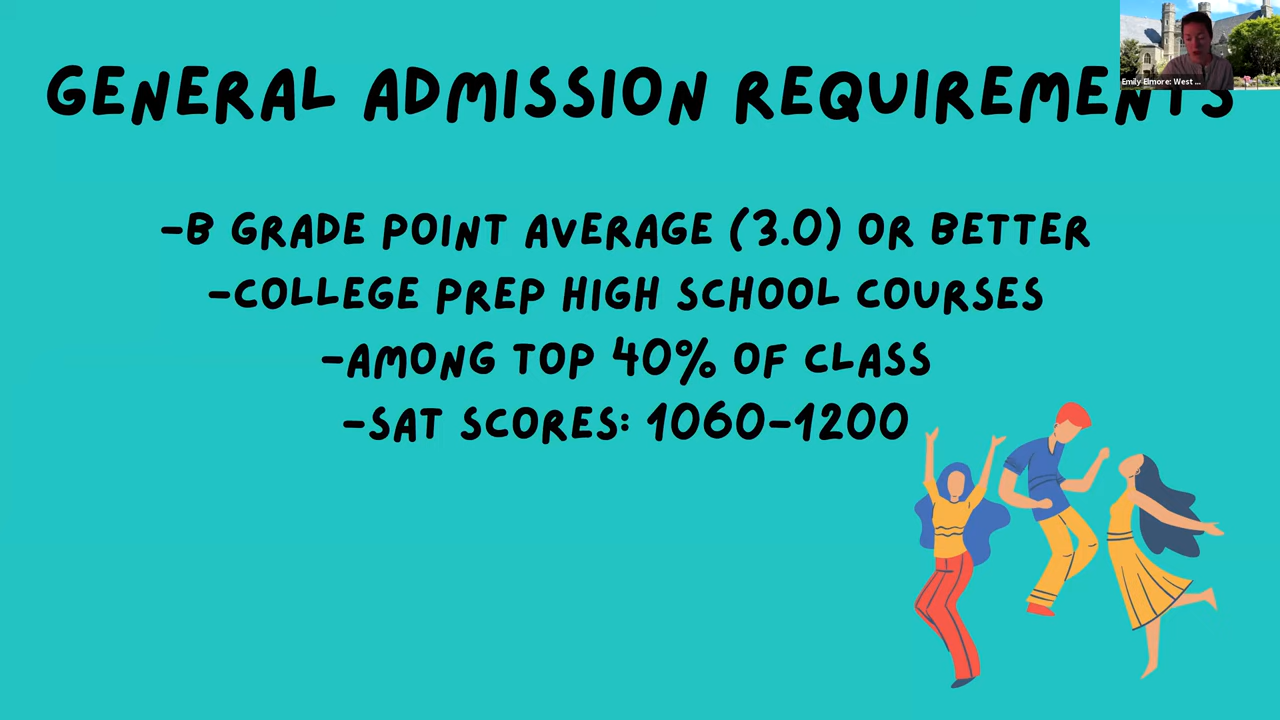 GENERAL ADMISSION REQUIREMENTS
-B GRADE POINT AVERAGE (3.0) OR BETTER
-COLLEGE PREP HIGH SCHOOL COURSES
-AMONG TOP 40% OF CLASS
-SAT SCORES: 1060-1200
Emily Elmore: West ...